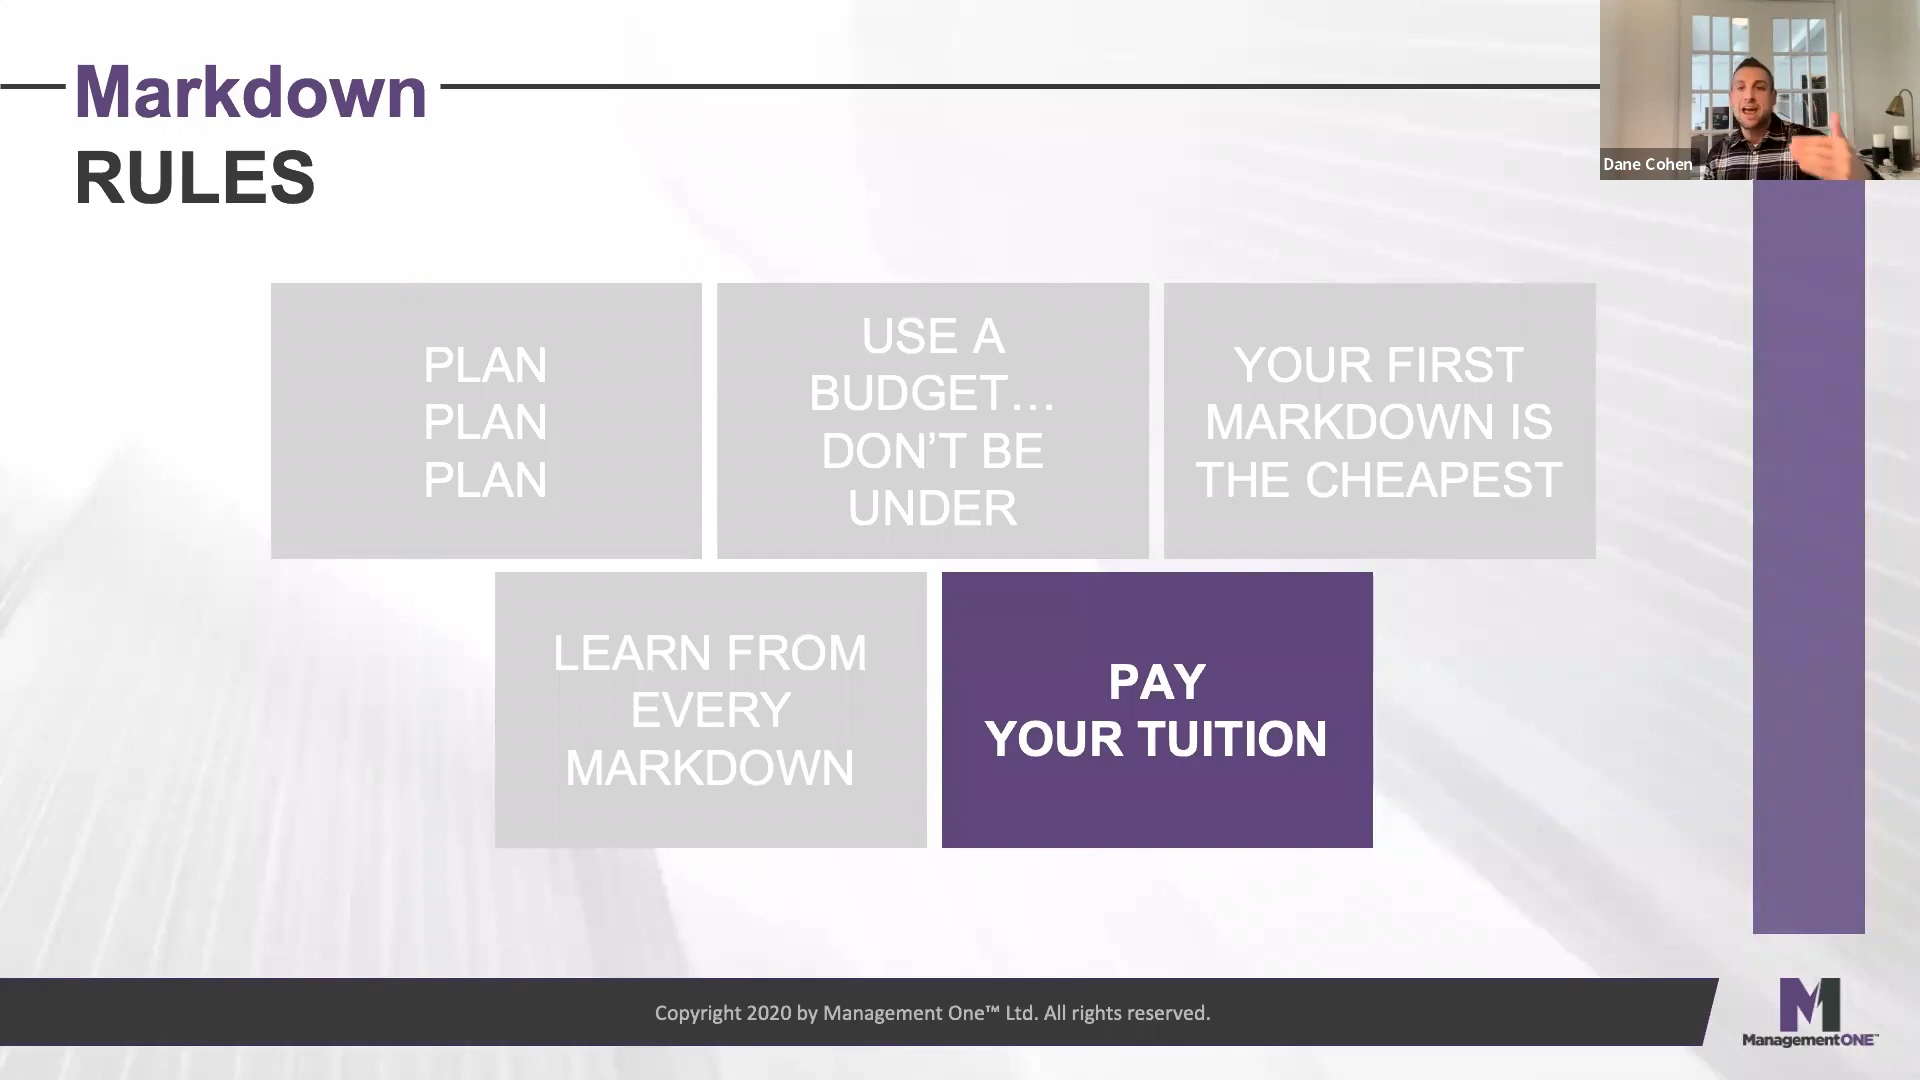 Markdown
RULES
Dane Cohen
PLAN
PLAN
PLAN
USE A
BUDGET…
DON’T BE
UNDER
YOUR FIRST
MARKDOWN IS
THE CHEAPEST
LEARN FROM
EVERY
MARKDOWN
PAY
YOUR TUITION
Copyright 2020 by Management One™ Ltd. All rights reserved.
M
ManagementONE™